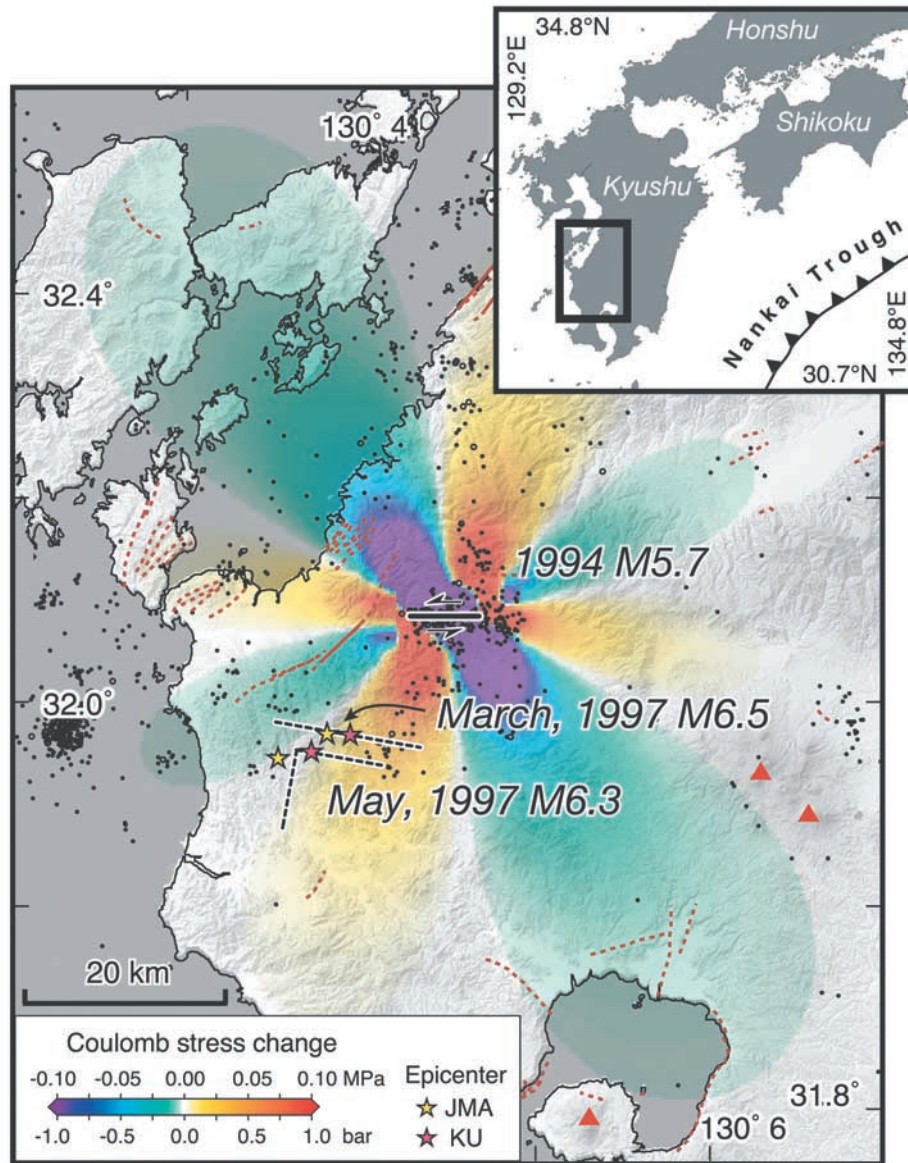 34.8°N
129.2°E
Honshu
Shikoku
Kyushu
Nankai Trough
134.8°E
30.7°N
130° 4.0
32.4°
1994 M5.7
32.0°
March, 1997 M6.5
May, 1997 M6.3
20 km
31.8°
130° 6
Coulomb stress change
-0.10 -0.05 0.00 0.05 0.10 MPa
-1.0 -0.5 0.0 0.5 1.0 bar
Epicenter
JMA
KU